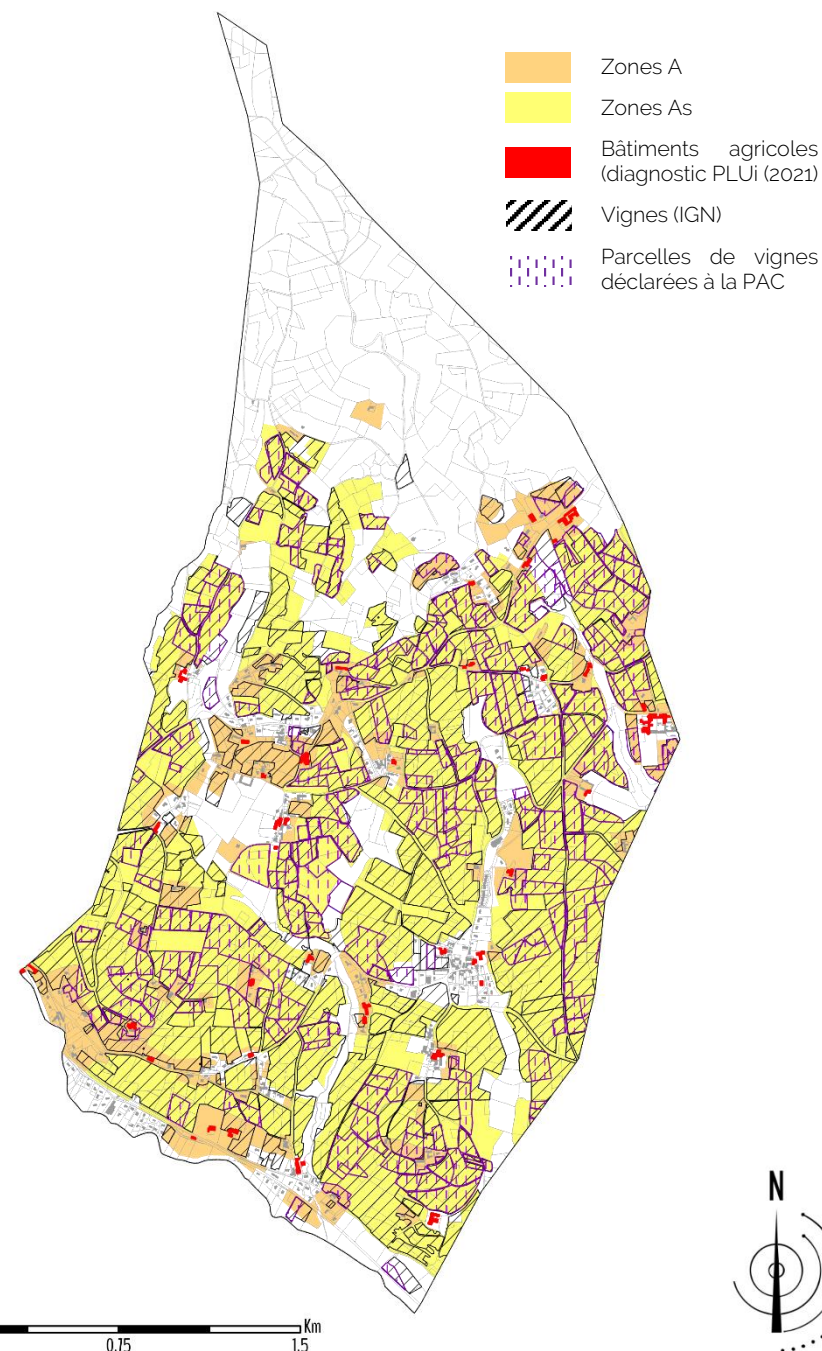 Zones A
Zones As
Bâtiments agricoles
(diagnostic PLUi (2021)
Vignes (IGN)
Parcelles de vignes
déclarées à la PAC
N
Km
0.75
1.5